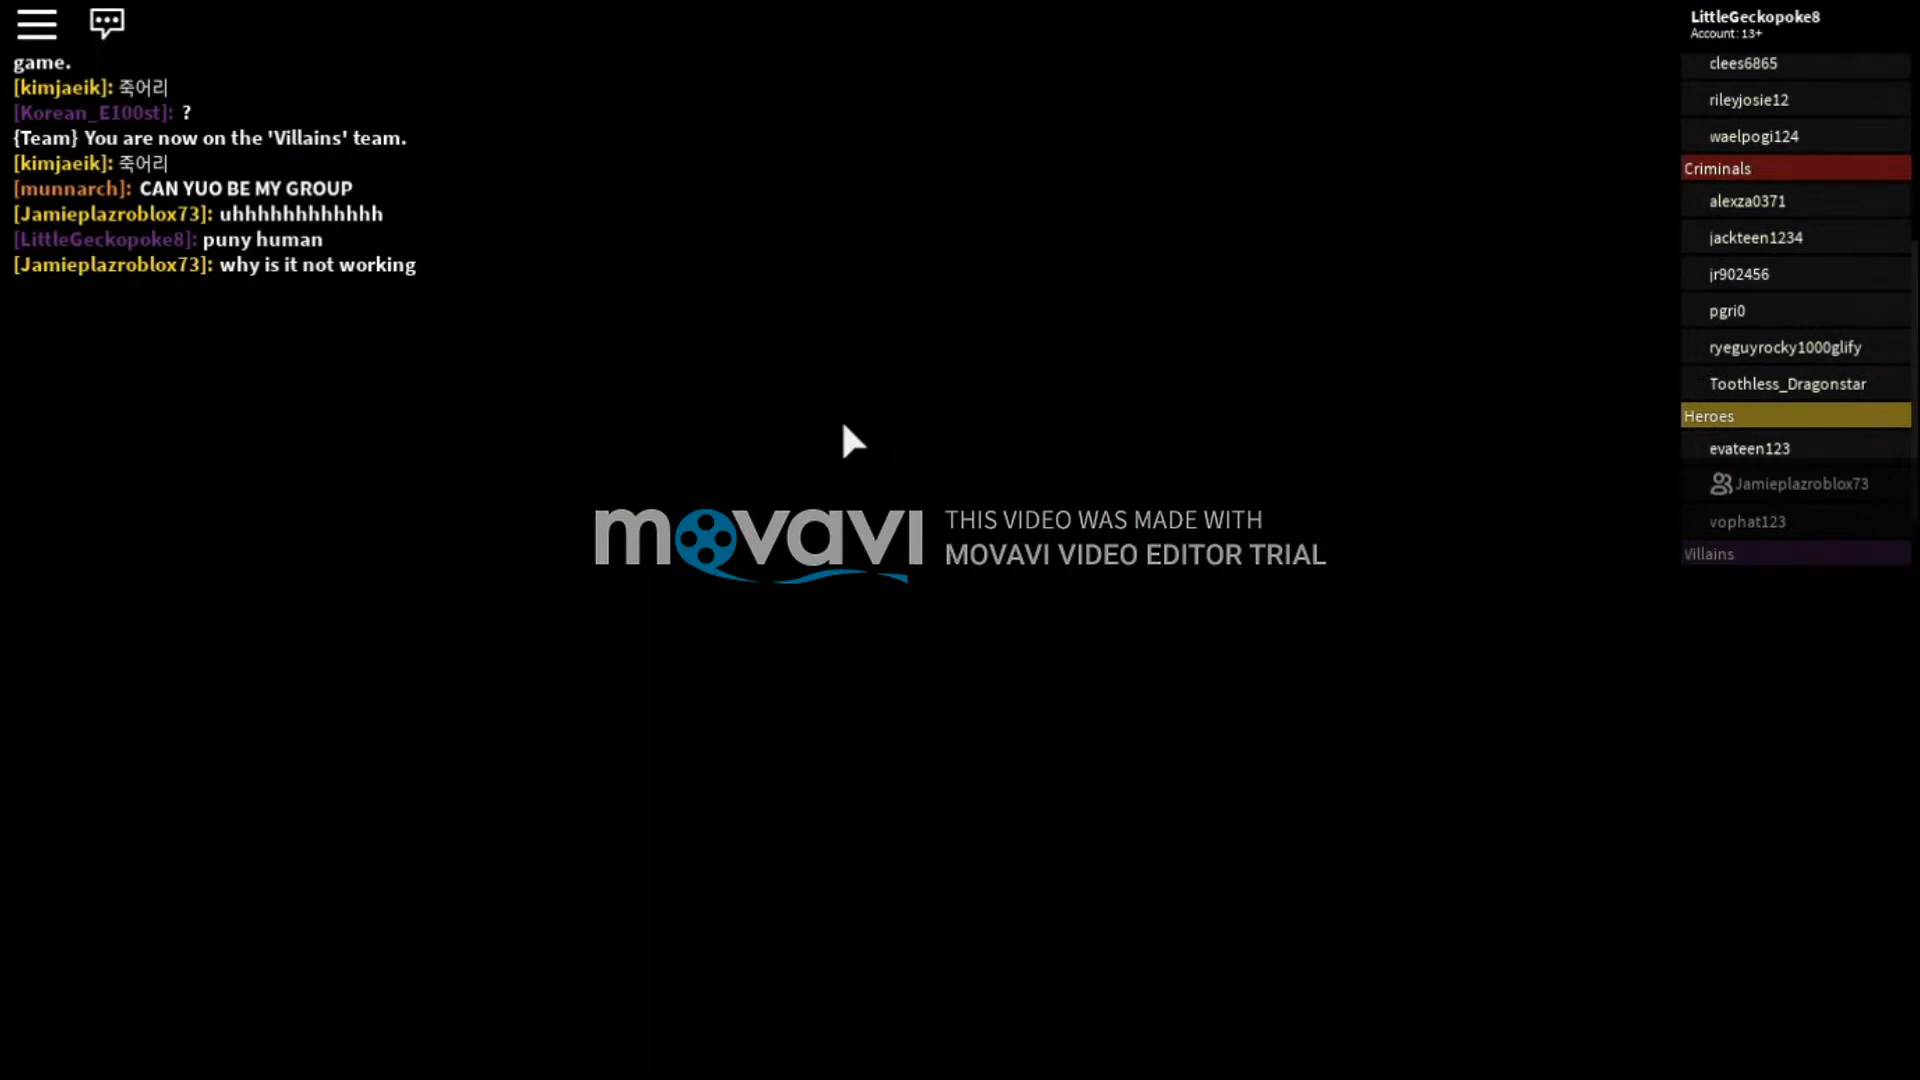 game.
[kimjaeik]: 죽어리
[Korean_E100st]: ?
{Team} You are now on the 'Villains' team.
[kimjaeik]: 죽어리
[munnarch]: CAN YUO BE MY GROUP
[Jamieplazroblox73]: uhhhhhhhhhhhh
[LittleGeckopoke8]: puny human
[Jamieplazroblox73]: why is it not working
movavi
THIS VIDEO WAS MADE WITH
MOVAVI VIDEO EDITOR TRIAL
LittleGeckopoke8
Account: 13+
clees6865
rileyjosie12
waelpogi124
Criminals
alexza0371
jackteen1234
jr902456
pgri0
ryeguyrocky1000glify
Toothless_Dragonstar
Heroes
evateen123
Jamieplazroblox73
vophat123
Villains